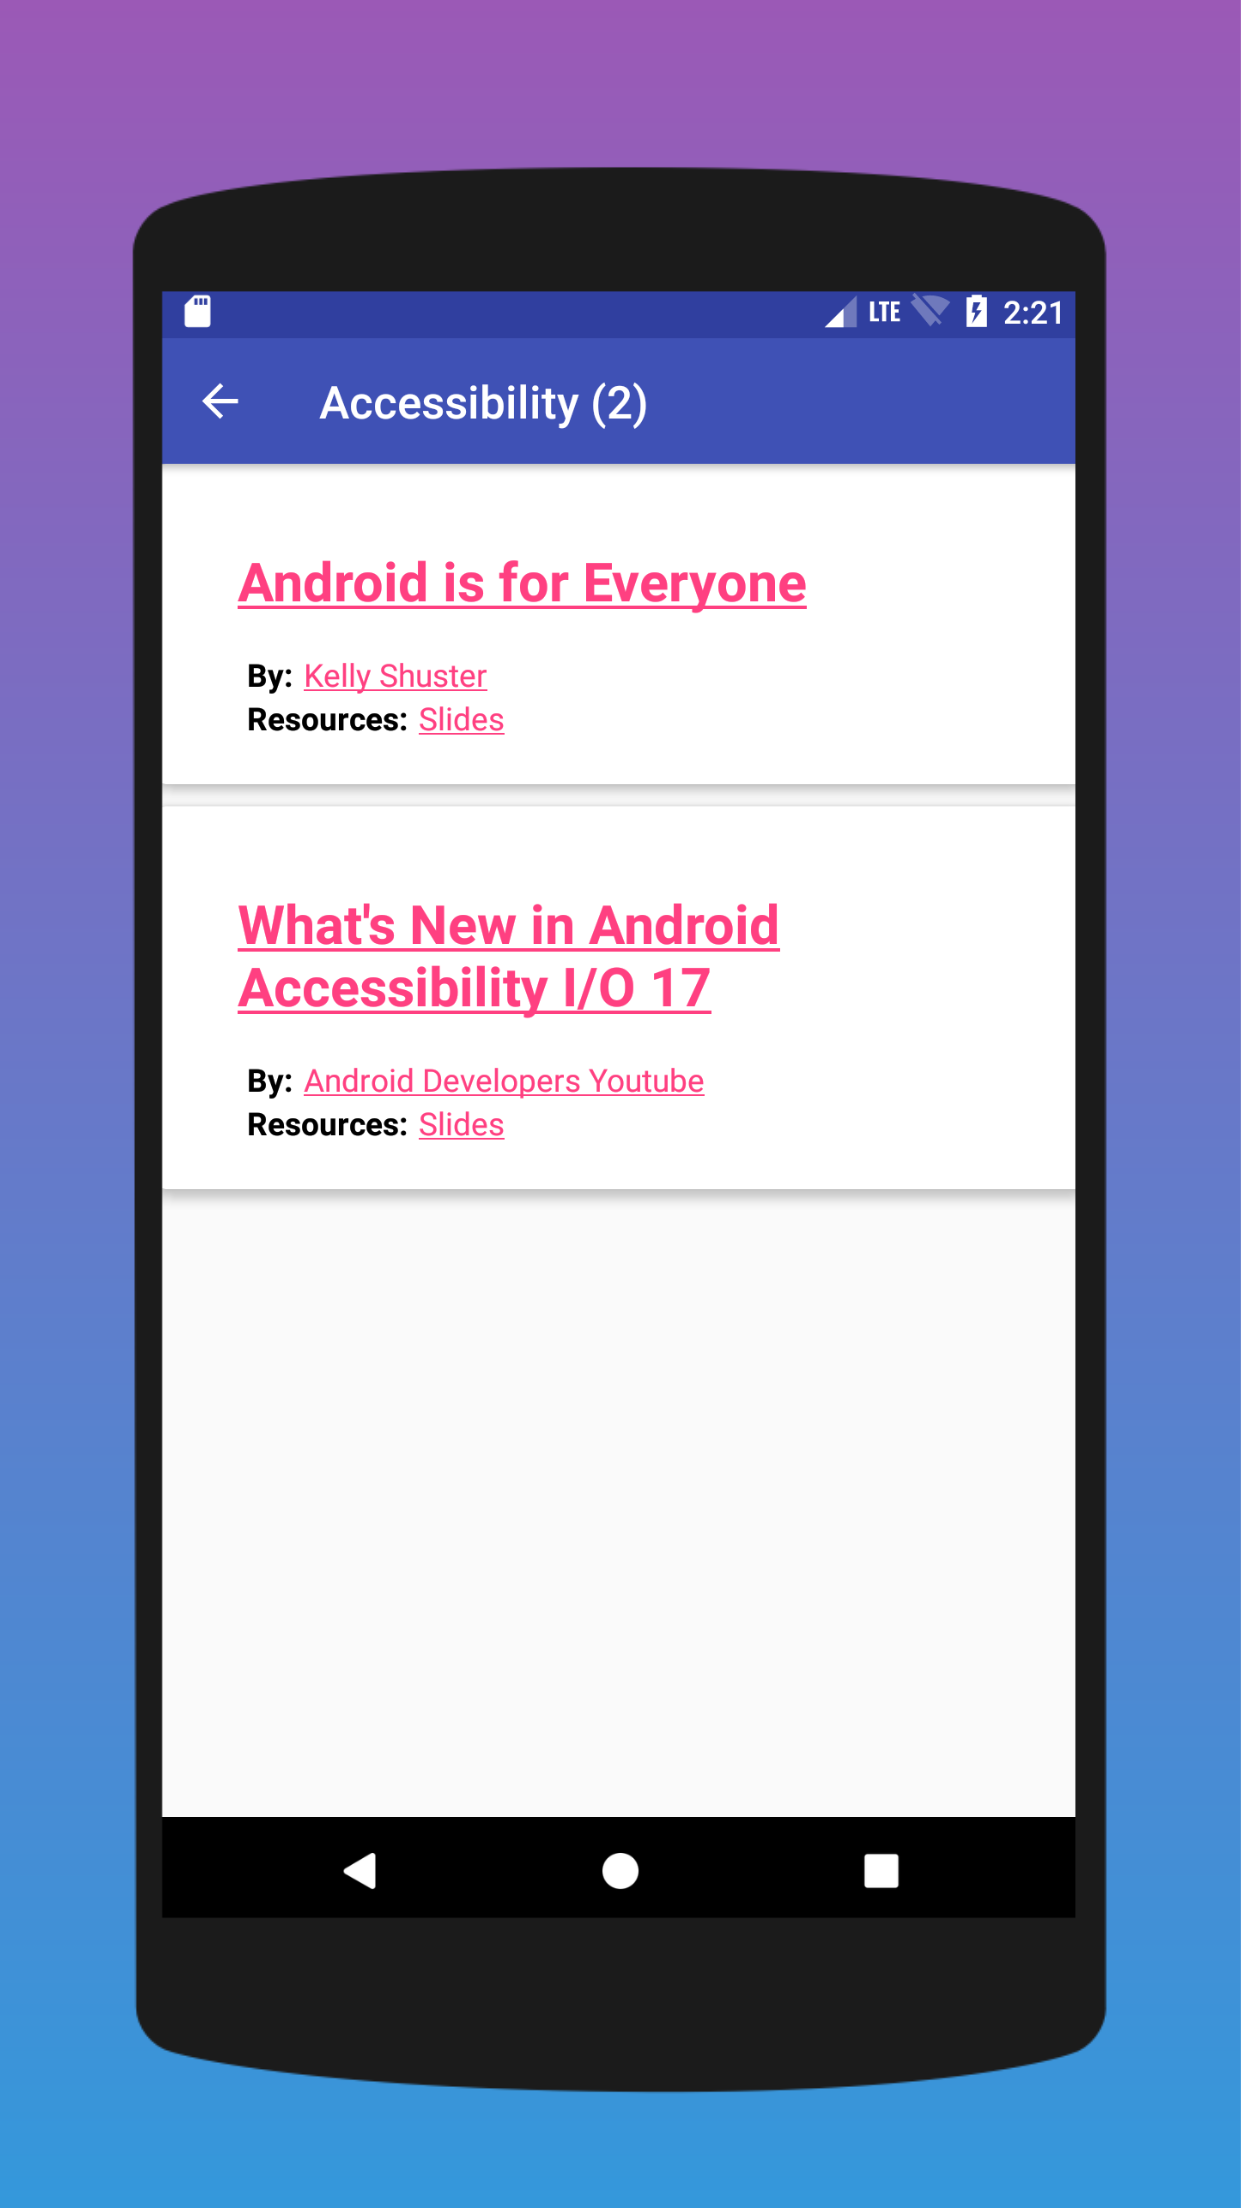 LTE 2:21
Accessibility (2)
Android is for Everyone
By: Kelly Shuster
Resources: Slides
What's New in Android
Accessibility I/O 17
By: Android Developers Youtube
Resources: Slides